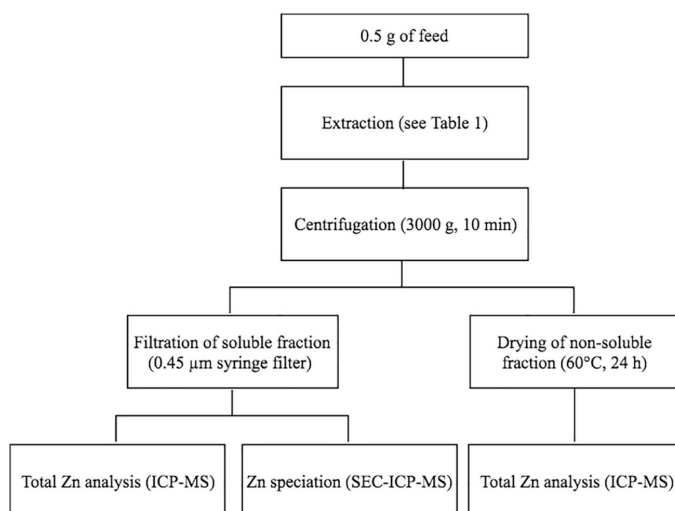 0.5 g of feed
Extraction (see Table 1)
Centrifugation (3000 g, 10 min)
Filtration of soluble fraction
(0.45 µm syringe filter)
Drying of non-soluble
fraction (60°C, 24 h)
Total Zn analysis (ICP-MS)
Zn speciation (SEC-ICP-MS)
Total Zn analysis (ICP-MS)